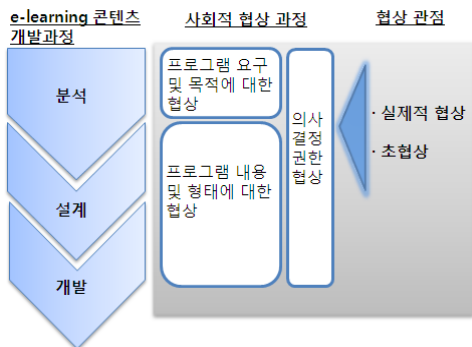 e-learning 콘텐츠
개발과정
사회적 협상 과정
협상 관점
분석
설계
개발
프로그램 요구
및 목적에 대한
협상
프로그램 내용
및 형태에 대한
협상
의사
결정
권한
협상
· 실제적 협상
· 초협상